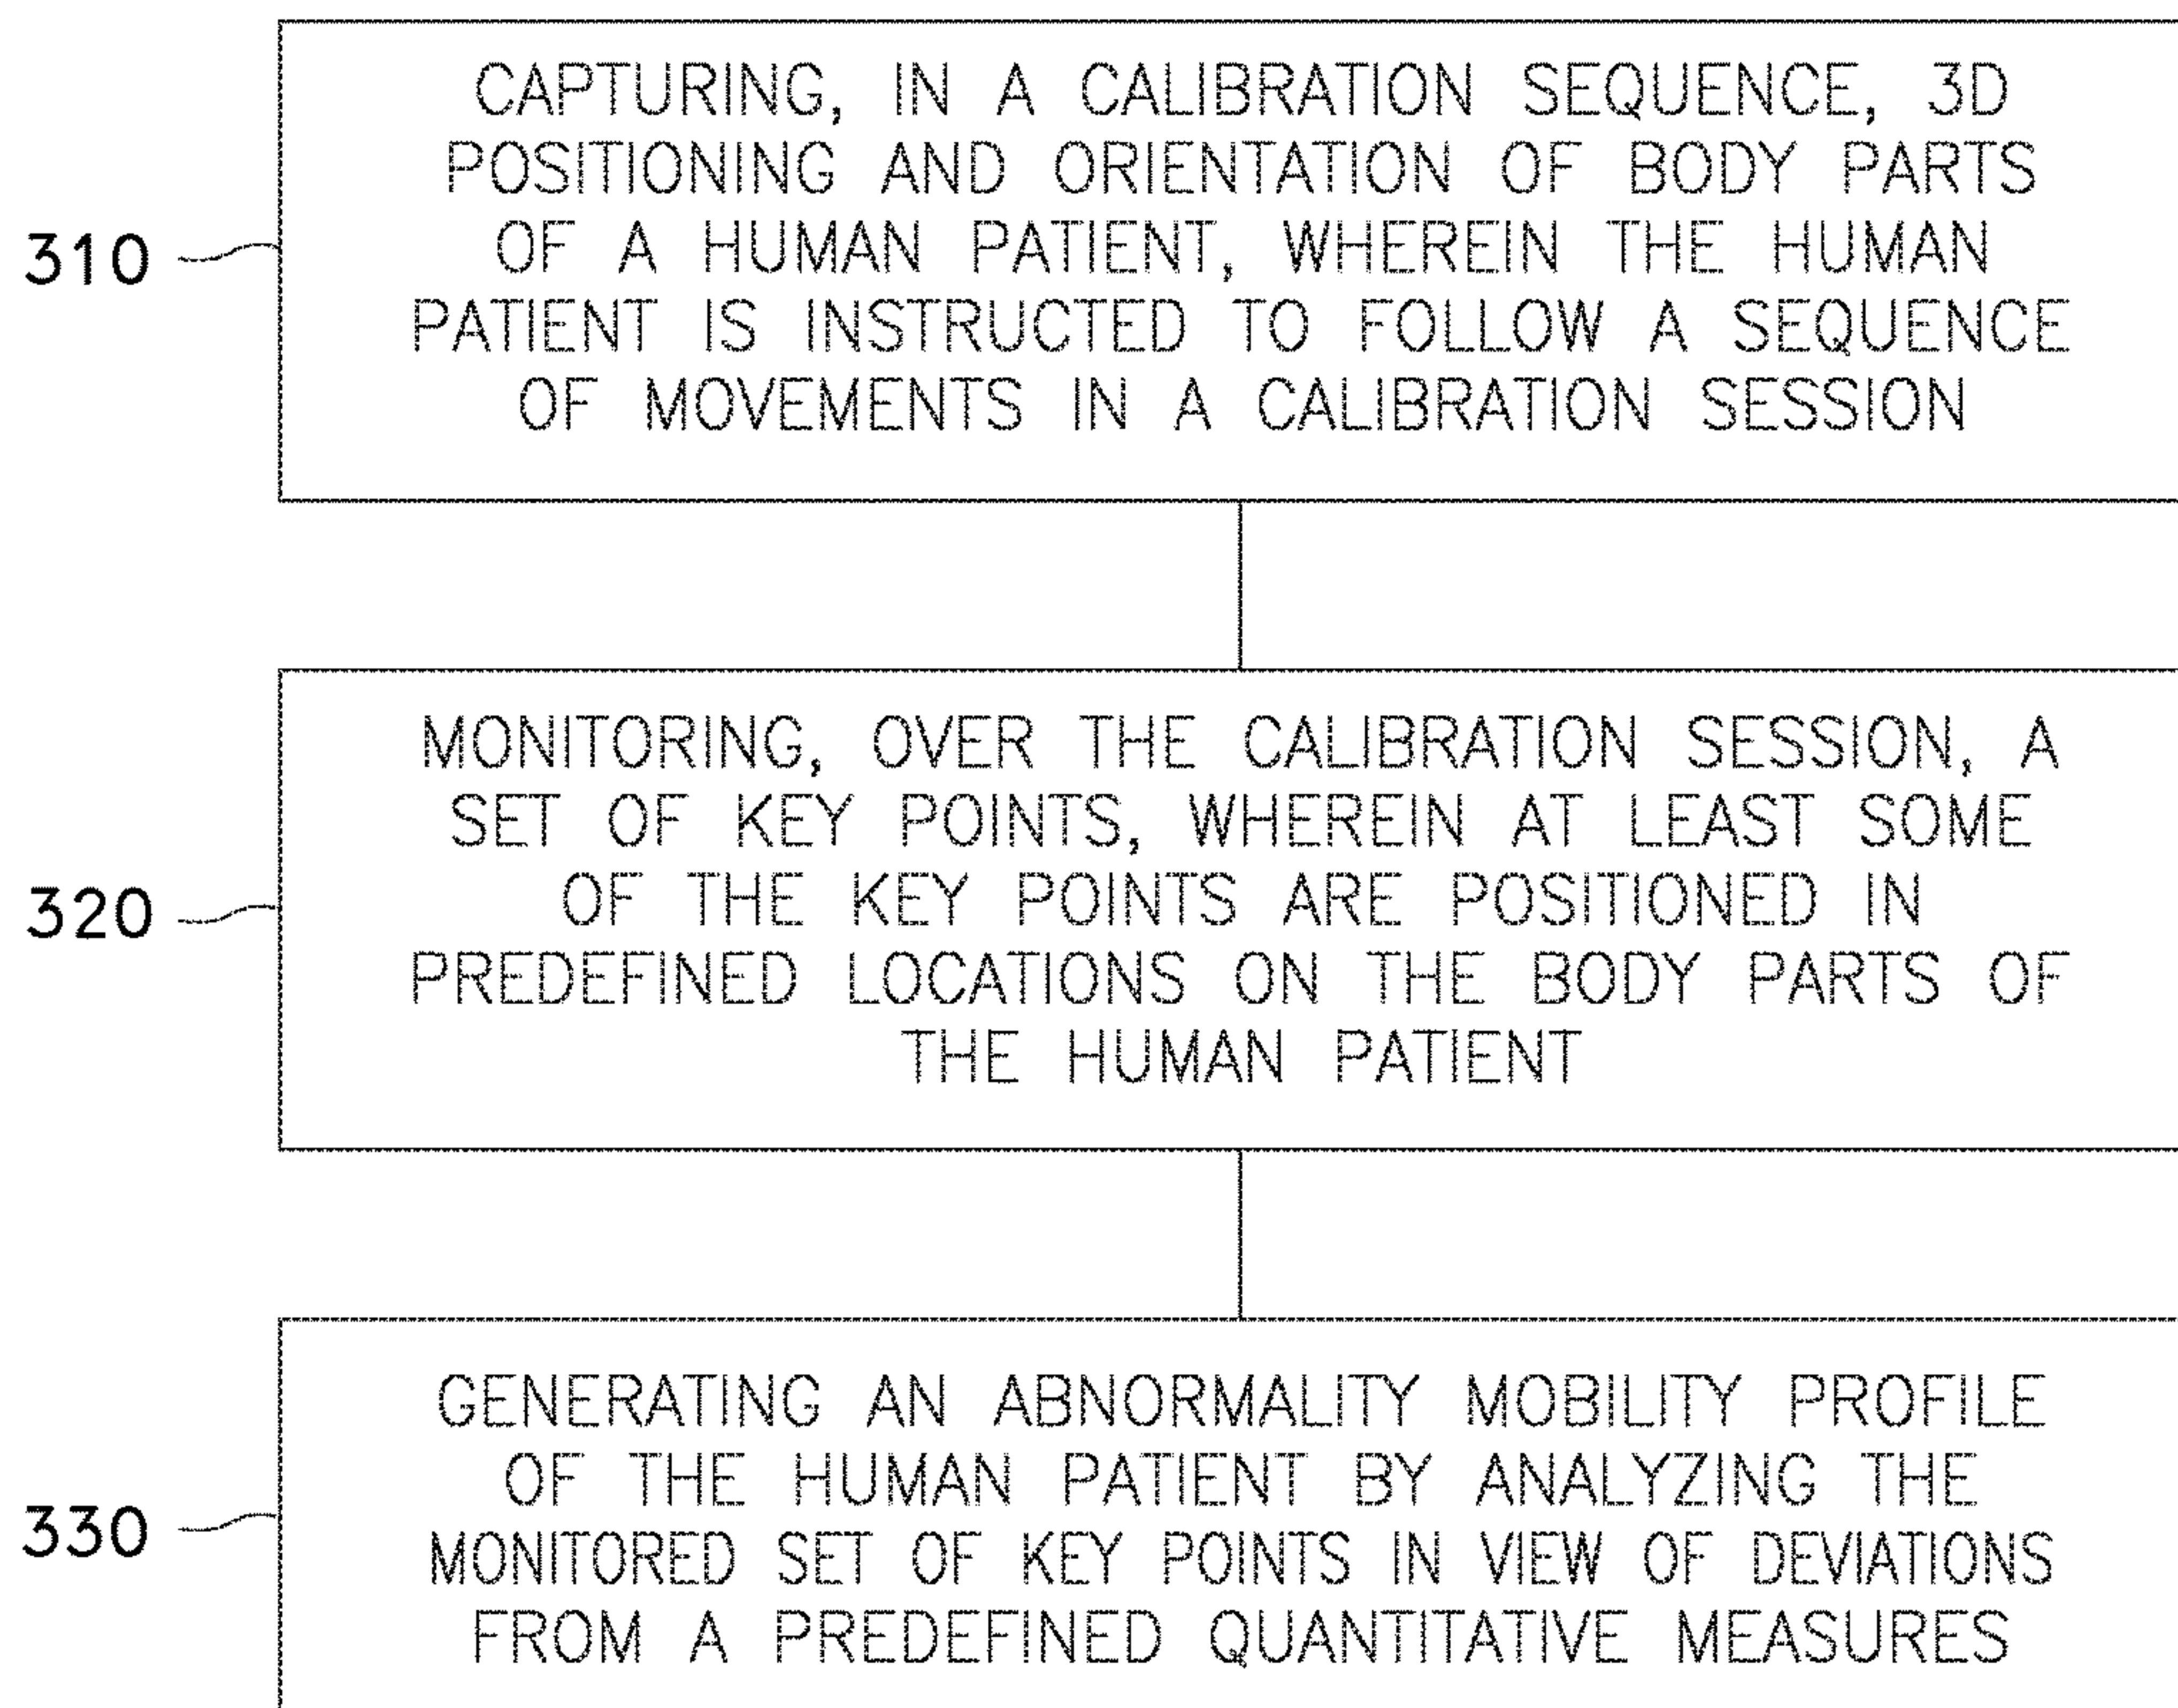 CAPTURING, IN A CALIBRATION SEQUENCE, 3D
POSITIONING AND ORIENTATION OF BODY PARTS
310
OF A HUMAN PATIENT, WHEREIN THE HUMAN
PATIENT IS INSTRUCTED TO FOLLOW A SEQUENCE
OF MOVEMENTS IN A CALIBRATION SESSION
MONITORING, OVER THE CALIBRATION SESSION, A
SET OF KEY POINTS, WHEREIN AT LEAST SOME
320
OF THE KEY POINTS ARE POSITIONED IN
PREDEFINED LOCATIONS ON THE BODY PARTS OF
THE HUMAN PATIENT
GENERATING AN ABNORMALITY MOBILITY PROFILE
OF THE HUMAN PATIENT BY ANALYZING THE
330
MONITORED SET OF KEY POINTS IN VIEW OF DEVIATIONS
FROM A PREDEFINED QUANTITATIVE MEASURES